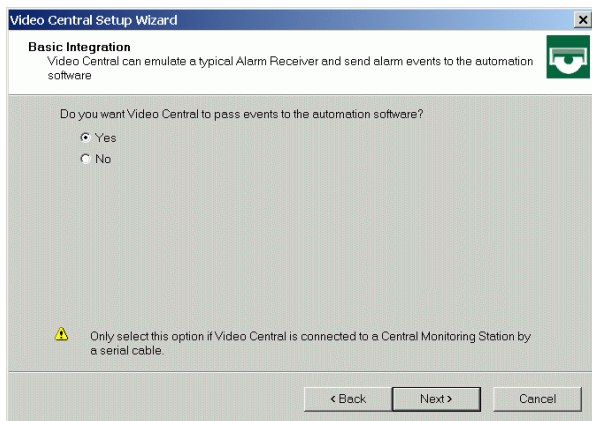 Video Central Setup Wizard
Basic Integration
Video Central can emulate a typical Alarm Receiver and send alarm events to the automation
software
Do you want Video Central to pass events to the automation software?
Yes
No
Only select this option if Video Central is connected to a Central Monitoring Station by
a serial cable.
< Back
Next >
Cancel